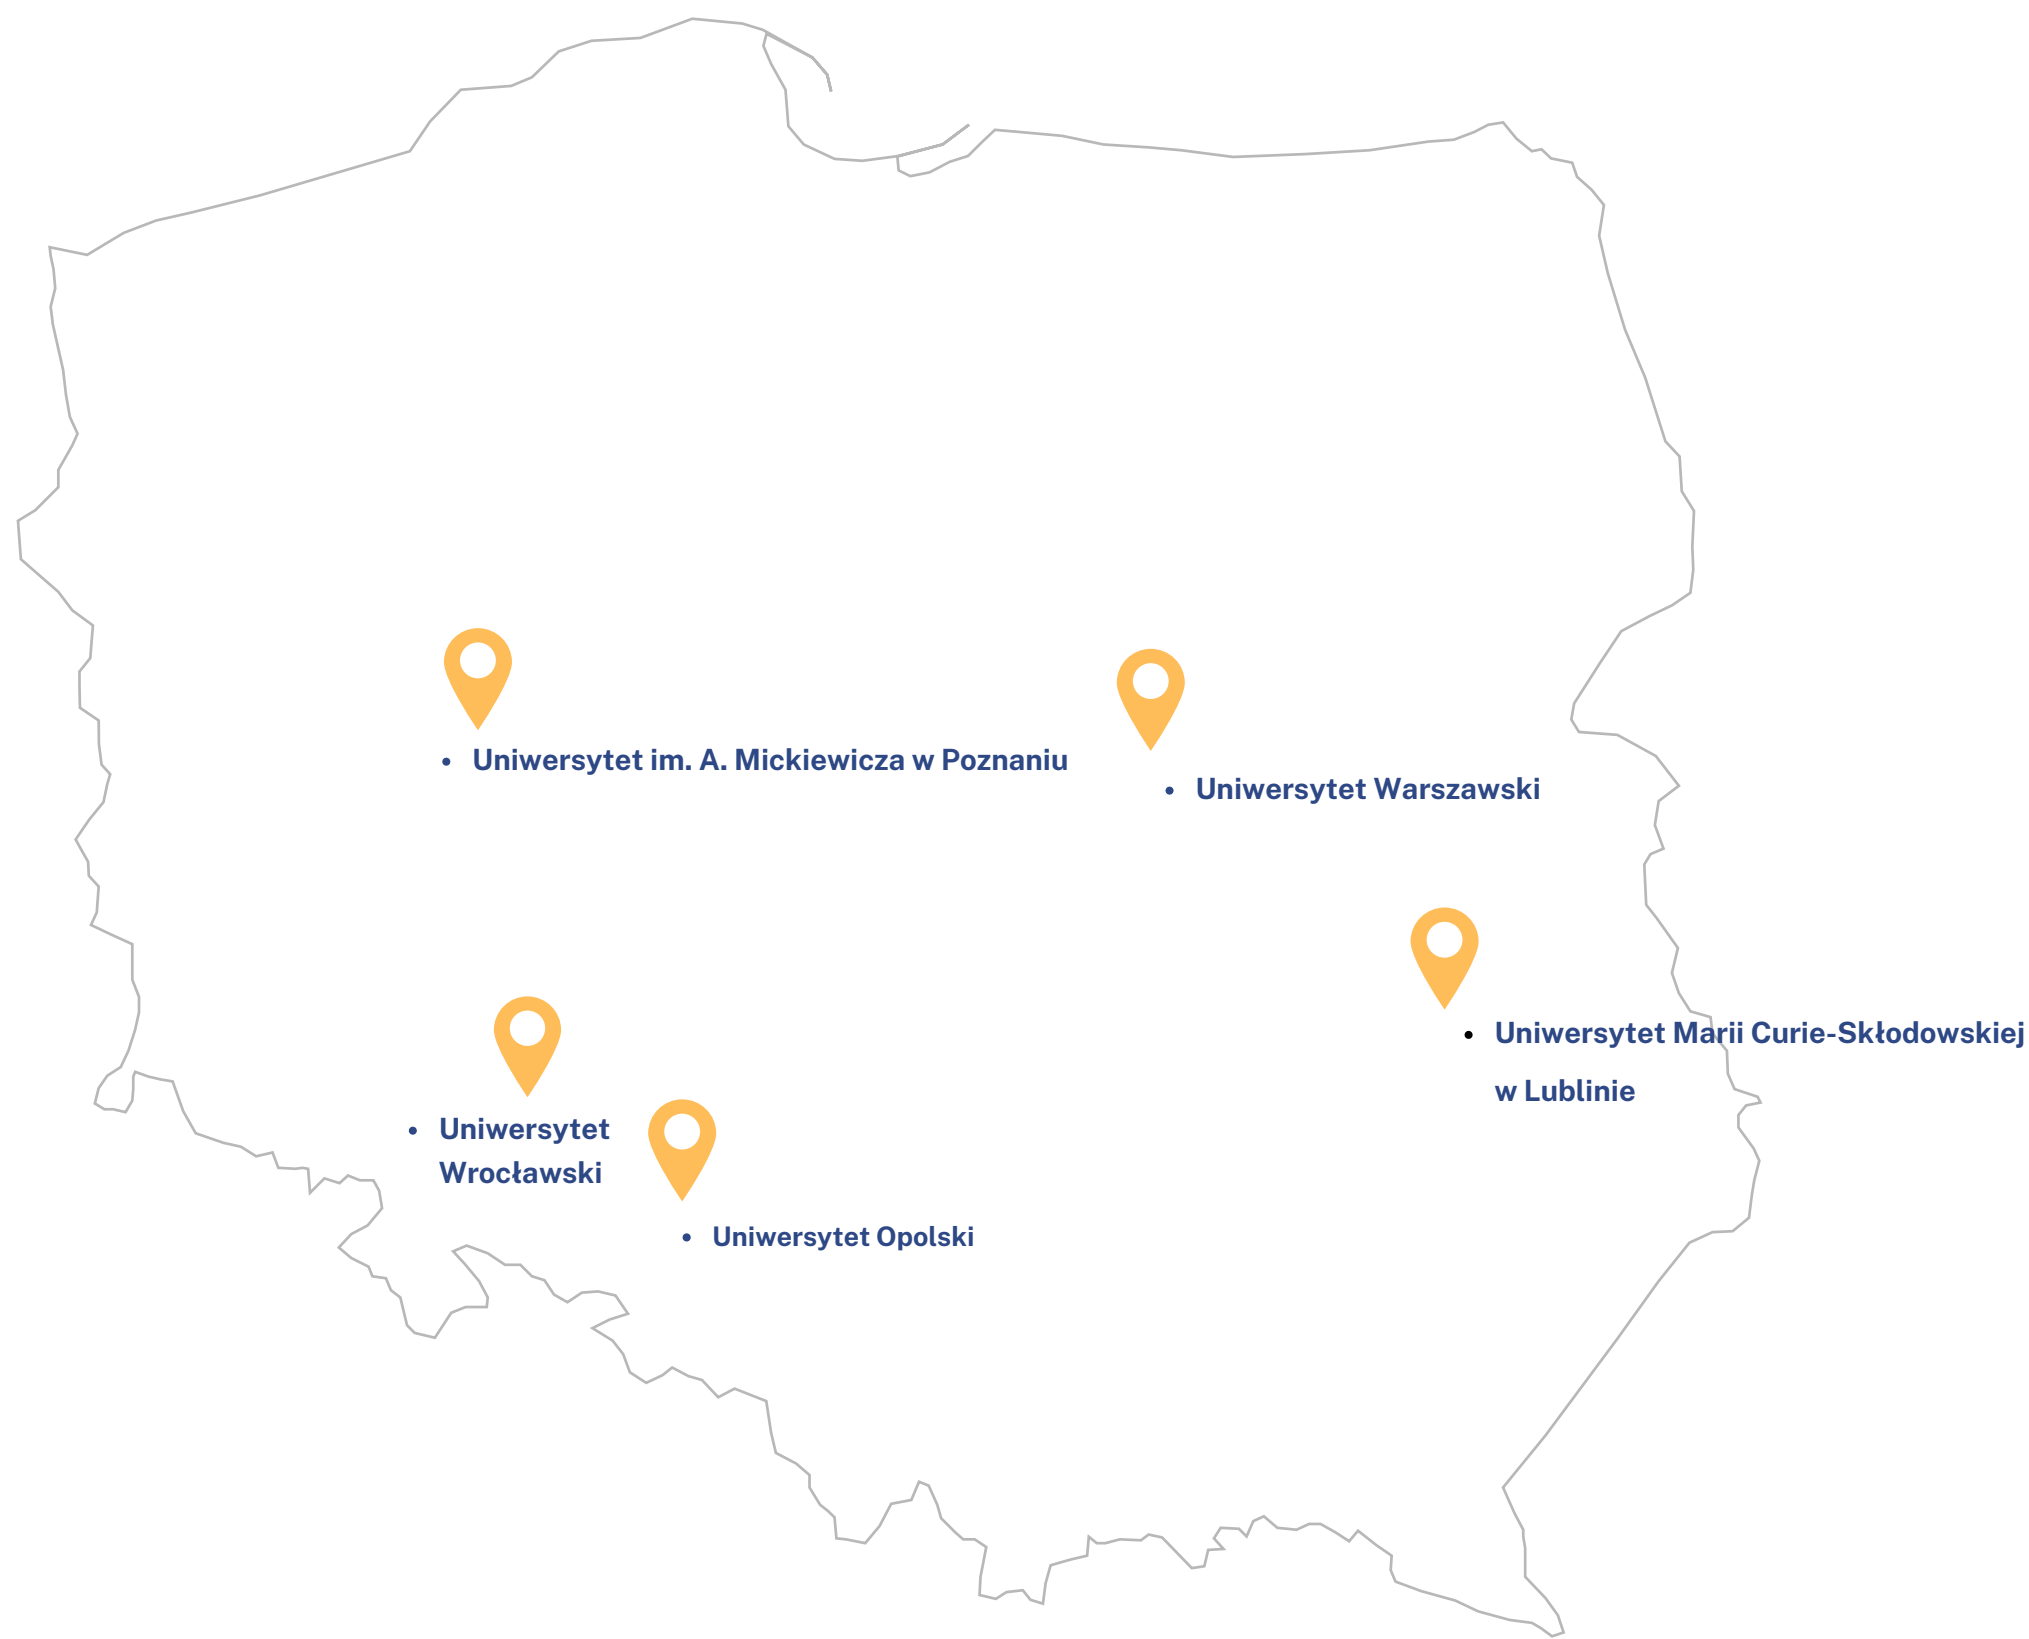 Uniwersytet im. A. Mickiewicza w Poznaniu
Uniwersytet Warszawski
Uniwersytet Marii Curie-Skłodowskiej
w Lublinie
Uniwersytet
Wrocławski
Uniwersytet Opolski